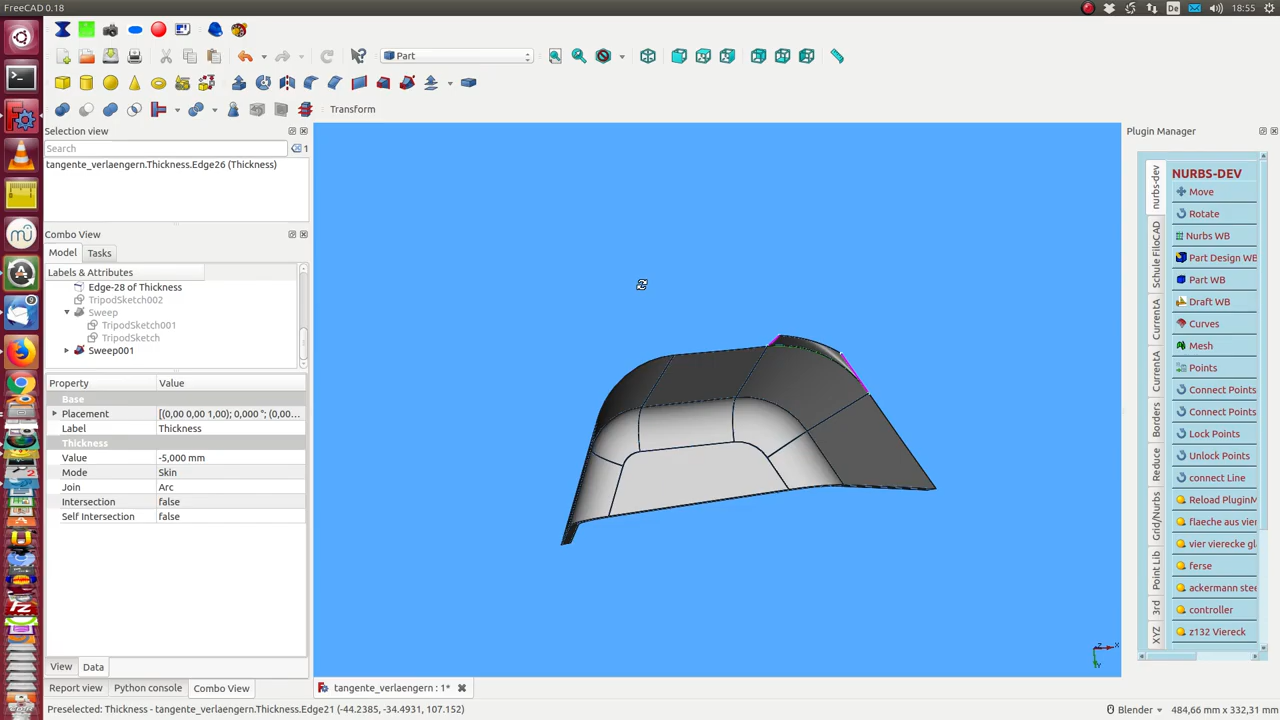 FreeCAD 0.18
De
18:55
Part
Transform
Selection view
Search
1
tangente_verlaengern.Thickness.Edge26 (Thickness)
Combo View
Model
Tasks
Labels & Attributes
Edge-28 of Thickness
TripodSketch002
Sweep
TripodSketch001
TripodSketch
Sweep001
Property
Value
Base
Placement
[(0,00 0,00 1,00); 0,000 °; (0,00...
Label
Thickness
Thickness
Value
-5,000 mm
Mode
Skin
Join
Arc
Intersection
false
Self Intersection
false
View
Data
Report view
Python console
Combo View
tangente_verlaengern : 1*
Preselected: Thickness - tangente_verlaengern.Thickness.Edge21 (-44.2385, -34.4931, 107.152)
Blender
484,66 mm x 332,31 mm
Plugin Manager
nurbs-dev
Schule FiloCAD
CurrentA
CurrentA
Borders
Reduce
Grid/Nurbs
Point Lib
3rd
XYZ
NURBS-DEV
Move
Rotate
Nurbs WB
Part Design WB
Part WB
Draft WB
Curves
Mesh
Points
Connect Points
Connect Points
Lock Points
Unlock Points
connect Line
Reload PluginM
flaeche aus vier
vier vierecke gl
ferse
ackermann stee
controller
z132 Viereck